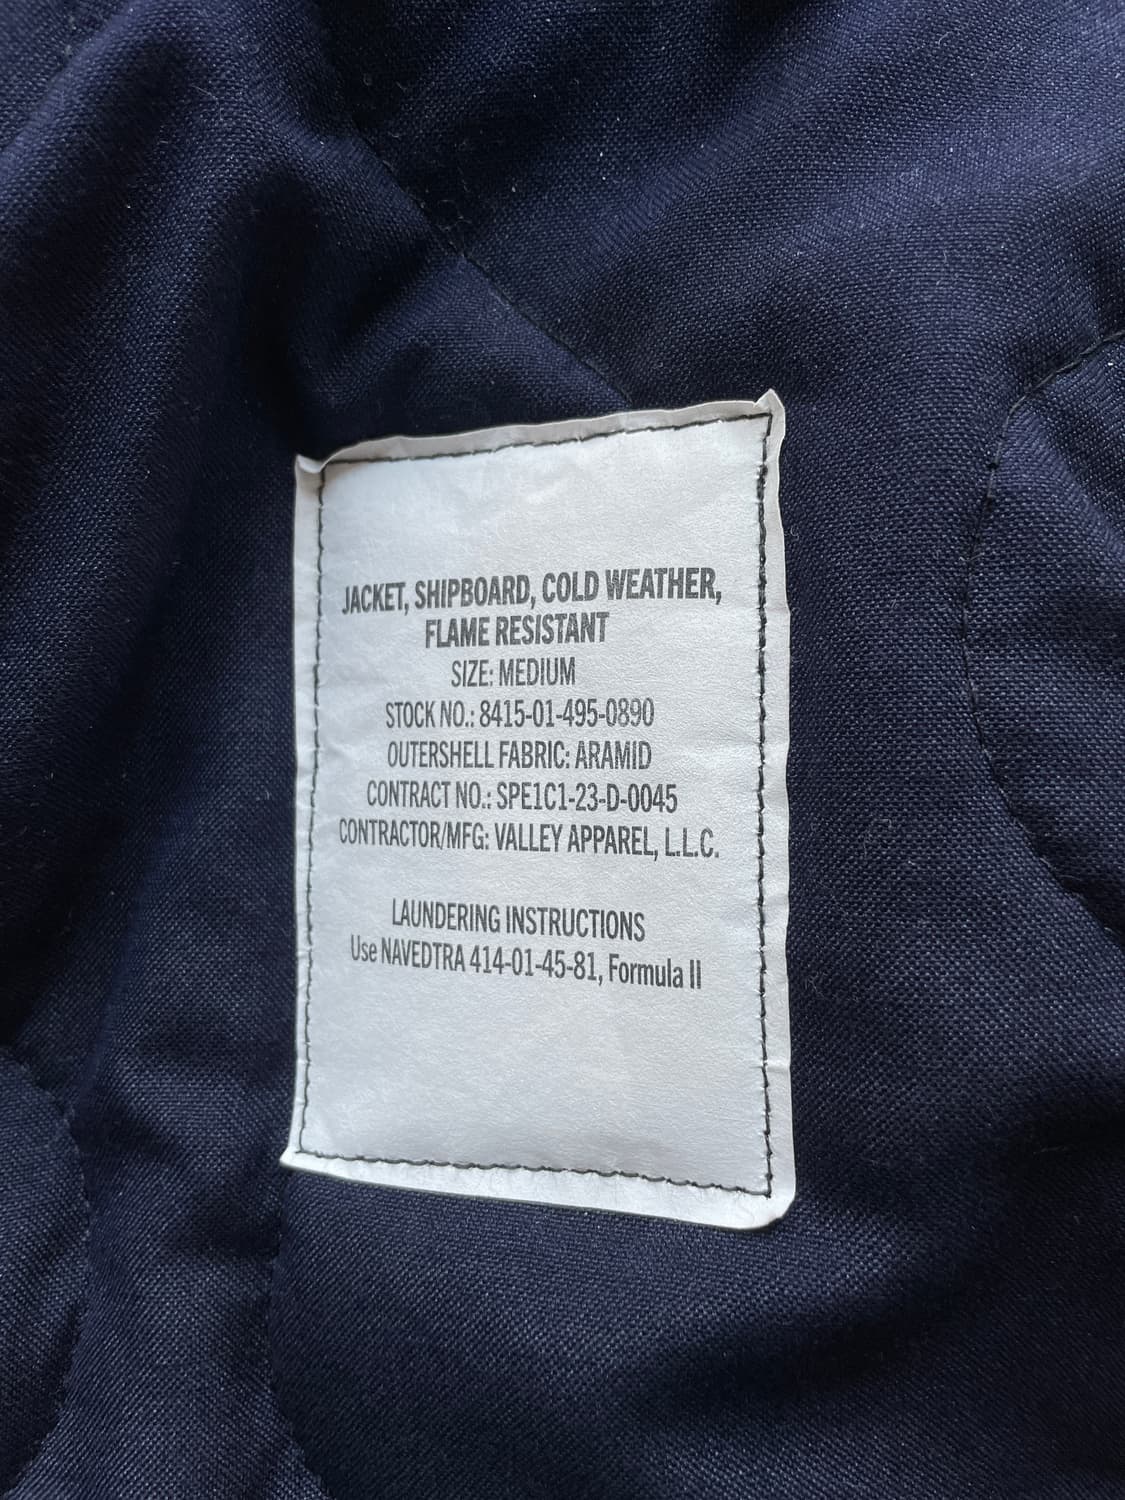 JACKET, SHIPBOARD, COLD WEATHER,
FLAME RESISTANT
SIZE: MEDIUM
STOCK NO.: 8415-01-495-0890
OUTERSHELL FABRIC: ARAMID
CONTRACT NO.: SPE1C1-23-D-0045
CONTRACTOR/MFG: VALLEY APPAREL, L.L.C.
LAUNDERING INSTRUCTIONS
Use NAVEDTRA 414-01-45-81, Formula II